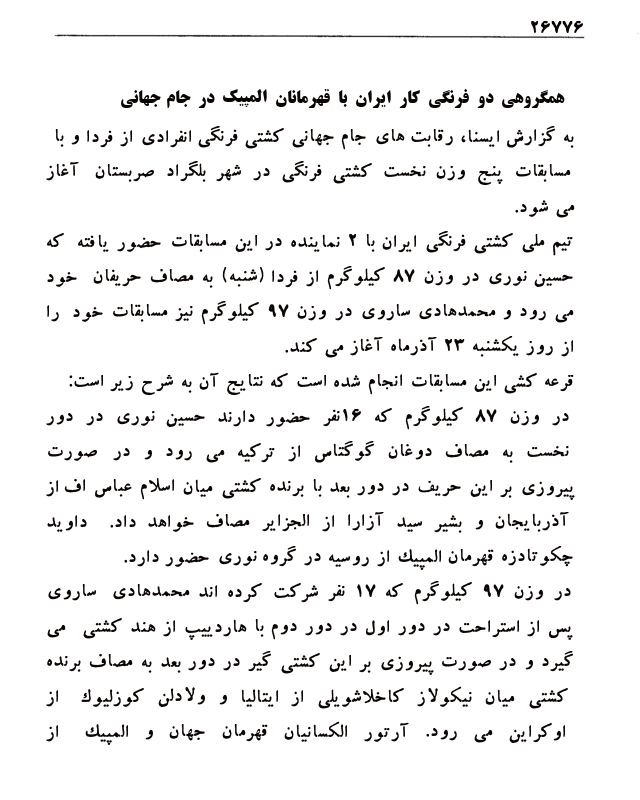 ۲۶۷۷۶
همگروهی دو فرنگی کار ایران با قهرمانان المپیک در جام جهانی
به گزارش ایسنا، رقابت های جام جهانی کشتی فرنگی انفرادی از فردا و با
مسابقات پنج وزن نخست کشتی فرنگی در شهر بلگراد صربستان آغاز
می شود.
تیم ملی کشتی فرنگی ایران با ۲ نماینده در این مسابقات حضور یافته که
حسین نوری در وزن ۸۷ کیلوگرم از فردا (شنبه) به مصاف حریفان خود
می رود و محمدهادی ساروی در وزن ۹۷ کیلوگرم نیز مسابقات خود را
از روز یکشنبه ۲۳ آذرماه آغاز می کند.
قرعه کشی این مسابقات انجام شده است که نتایج آن به شرح زیر است:
در وزن ۸۷ کیلوگرم که ۱۶نفر حضور دارند حسین نوری در دور
نخست به مصاف دوغان گوگتاس از ترکیه می رود و در صورت
پیروزی بر این حریف در دور بعد با برنده کشتی میان اسلام عباس اف از
آذربایجان و بشیر سید آزارا از الجزایر مصاف خواهد داد. داوید
چکوتادزه قهرمان المپیك از روسیه در گروه نوری حضور دارد.
در وزن ۹۷ کیلوگرم که ۱۷ نفر شرکت کرده اند محمدهادی ساروی
پس از استراحت در دور اول در دور دوم با هاردییپ از هند کشتی می
گیرد و در صورت پیروزی بر این کشتی گیر در دور بعد به مصاف برنده
کشتی میان نیکولاز کاخلاشویلی از ایتالیا و ولادلن کوزلیوك از
اوکراین می رود. آرتور الکسانیان قهرمان جهان و المپیك از